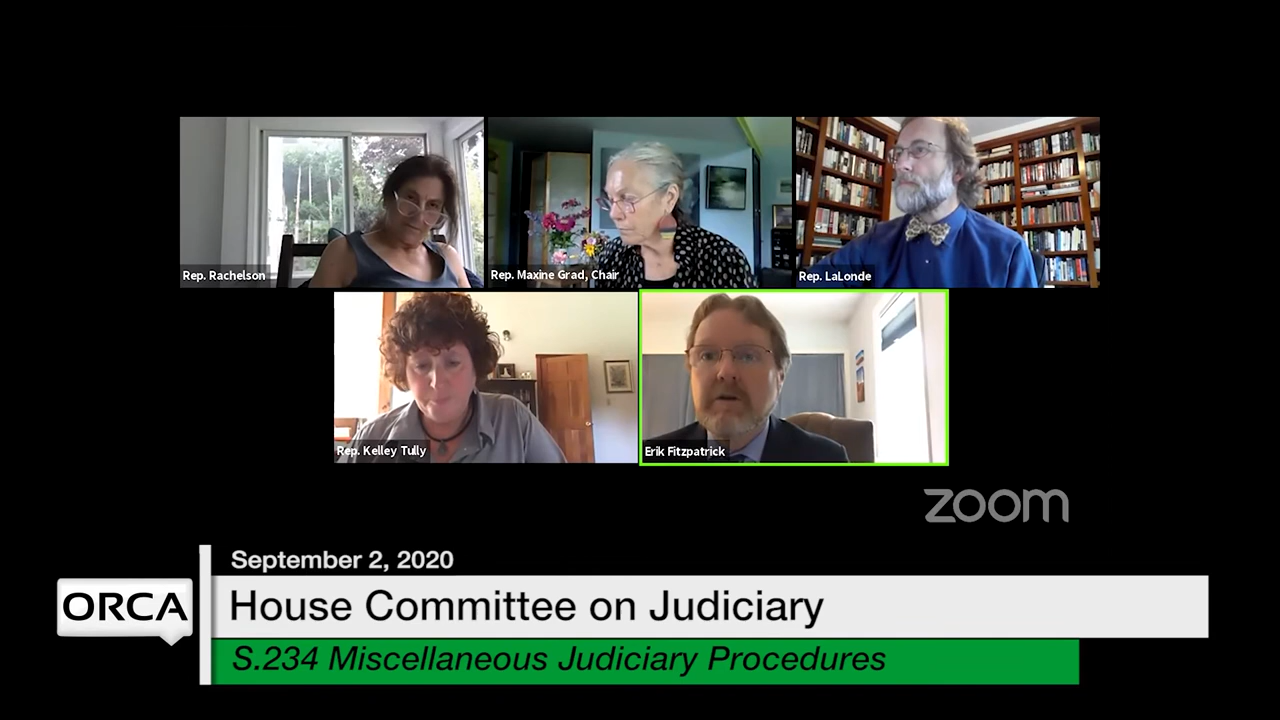 Rep. Rachelson
Rep. Maxine Grad, Chair
Rep. LaLonde
Rep. Kelley Tully
Erik Fitzpatrick
zoom
September 2, 2020
ORCA
House Committee on Judiciary
S.234 Miscellaneous Judiciary Procedures